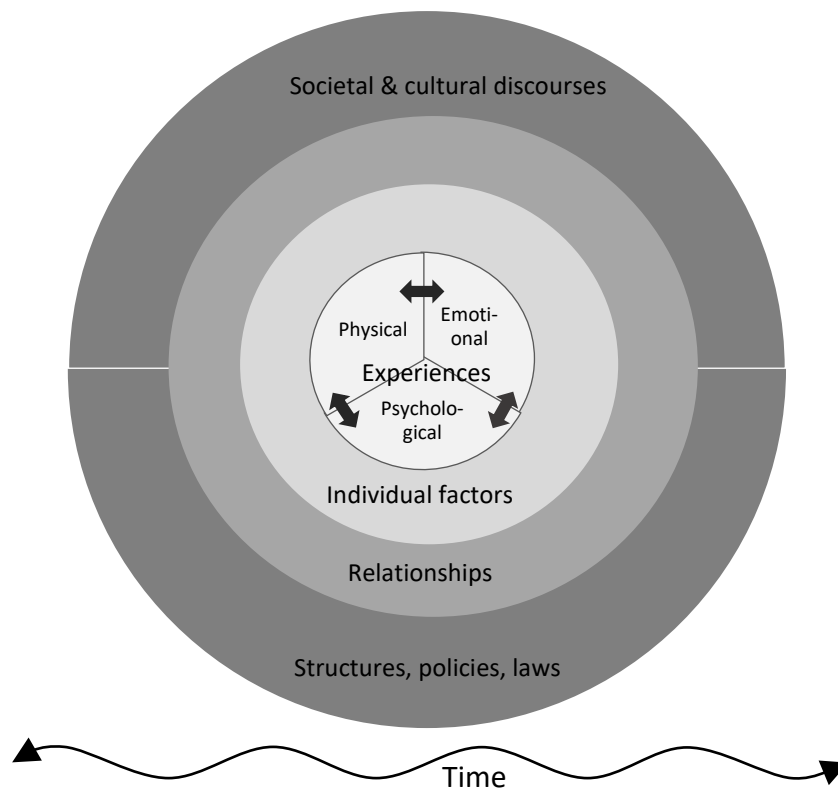 Societal & cultural discourses
Physical
Emoti-
onal
Experiences
Psycholo-
gical
Individual factors
Relationships
Structures, policies, laws
Time